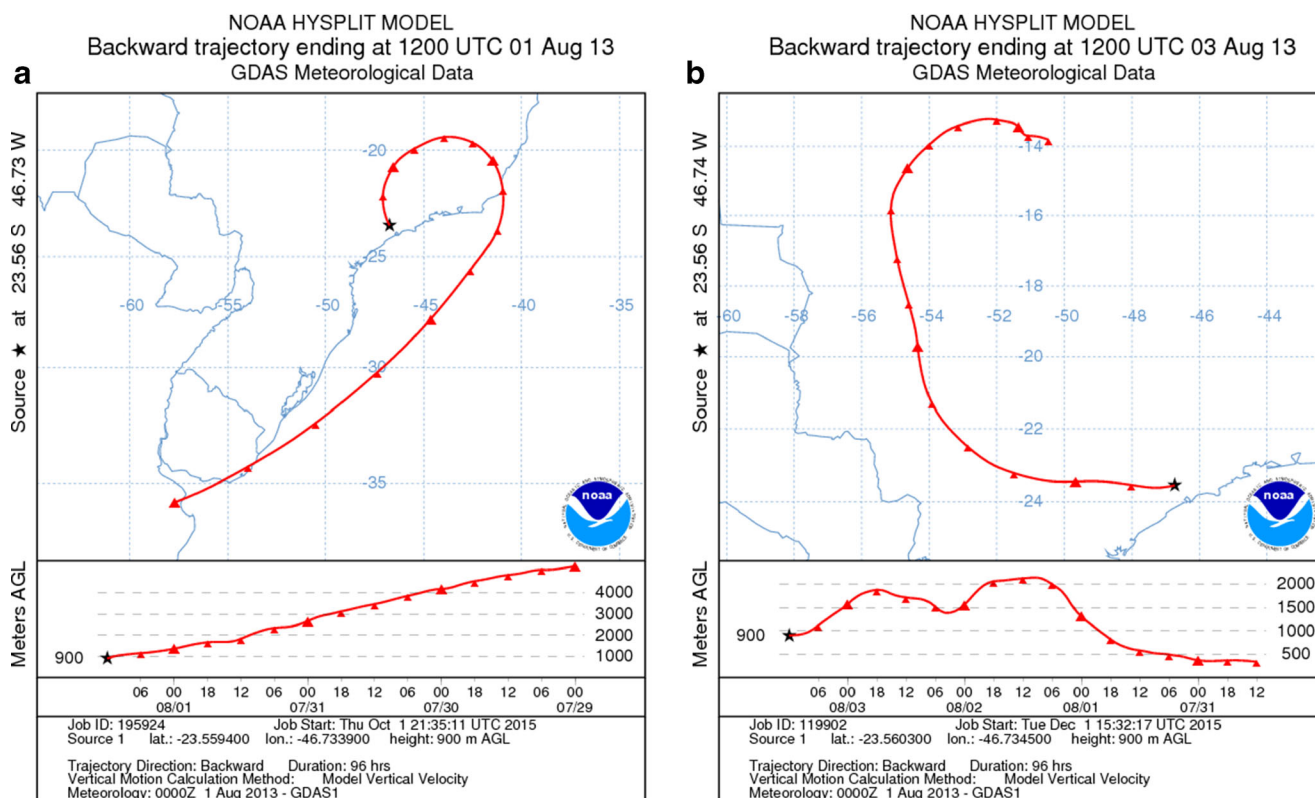 a
NOAA HYSPLIT MODEL
Backward trajectory ending at 1200 UTC 01 Aug 13
GDAS Meteorological Data
Source ★ at 23.56 S 46.73 W
-20
-25
-60 -55 -50 -45 -40 -35
-30
-35
noaa
Meters AGL
900
4000
3000
2000
1000
06 00 18 12 06 00 18 12 06 00 18 12 06 00
08/01 07/31 07/30 07/29
Job ID: 195924 Job Start: Thu Oct 1 21:35:11 UTC 2015
Source 1 lat.: -23.559400 lon.: -46.733900 height: 900 m AGL
Trajectory Direction: Backward Duration: 96 hrs
Vertical Motion Calculation Method: Model Vertical Velocity
Meteorology: 0000Z 1 Aug 2013 - GDAS1
b
NOAA HYSPLIT MODEL
Backward trajectory ending at 1200 UTC 03 Aug 13
GDAS Meteorological Data
Source ★ at 23.56 S 46.74 W
-14
-16
-18
60 -58 -56 -54 -52 -50 -48 -46 -44
-20
-22
-24
noaa
Meters AGL
900
2000
1500
1000
500
06 00 18 12 06 00 18 12 06 00 18 12 06 00 18 12
08/03 08/02 08/01 07/31
Job ID: 119902 Job Start: Tue Dec 1 15:32:17 UTC 2015
Source 1 lat.: -23.560300 lon.: -46.734500 height: 900 m AGL
Trajectory Direction: Backward Duration: 96 hrs
Vertical Motion Calculation Method: Model Vertical Velocity
Meteorology: 0000Z 1 Aug 2013 - GDAS1